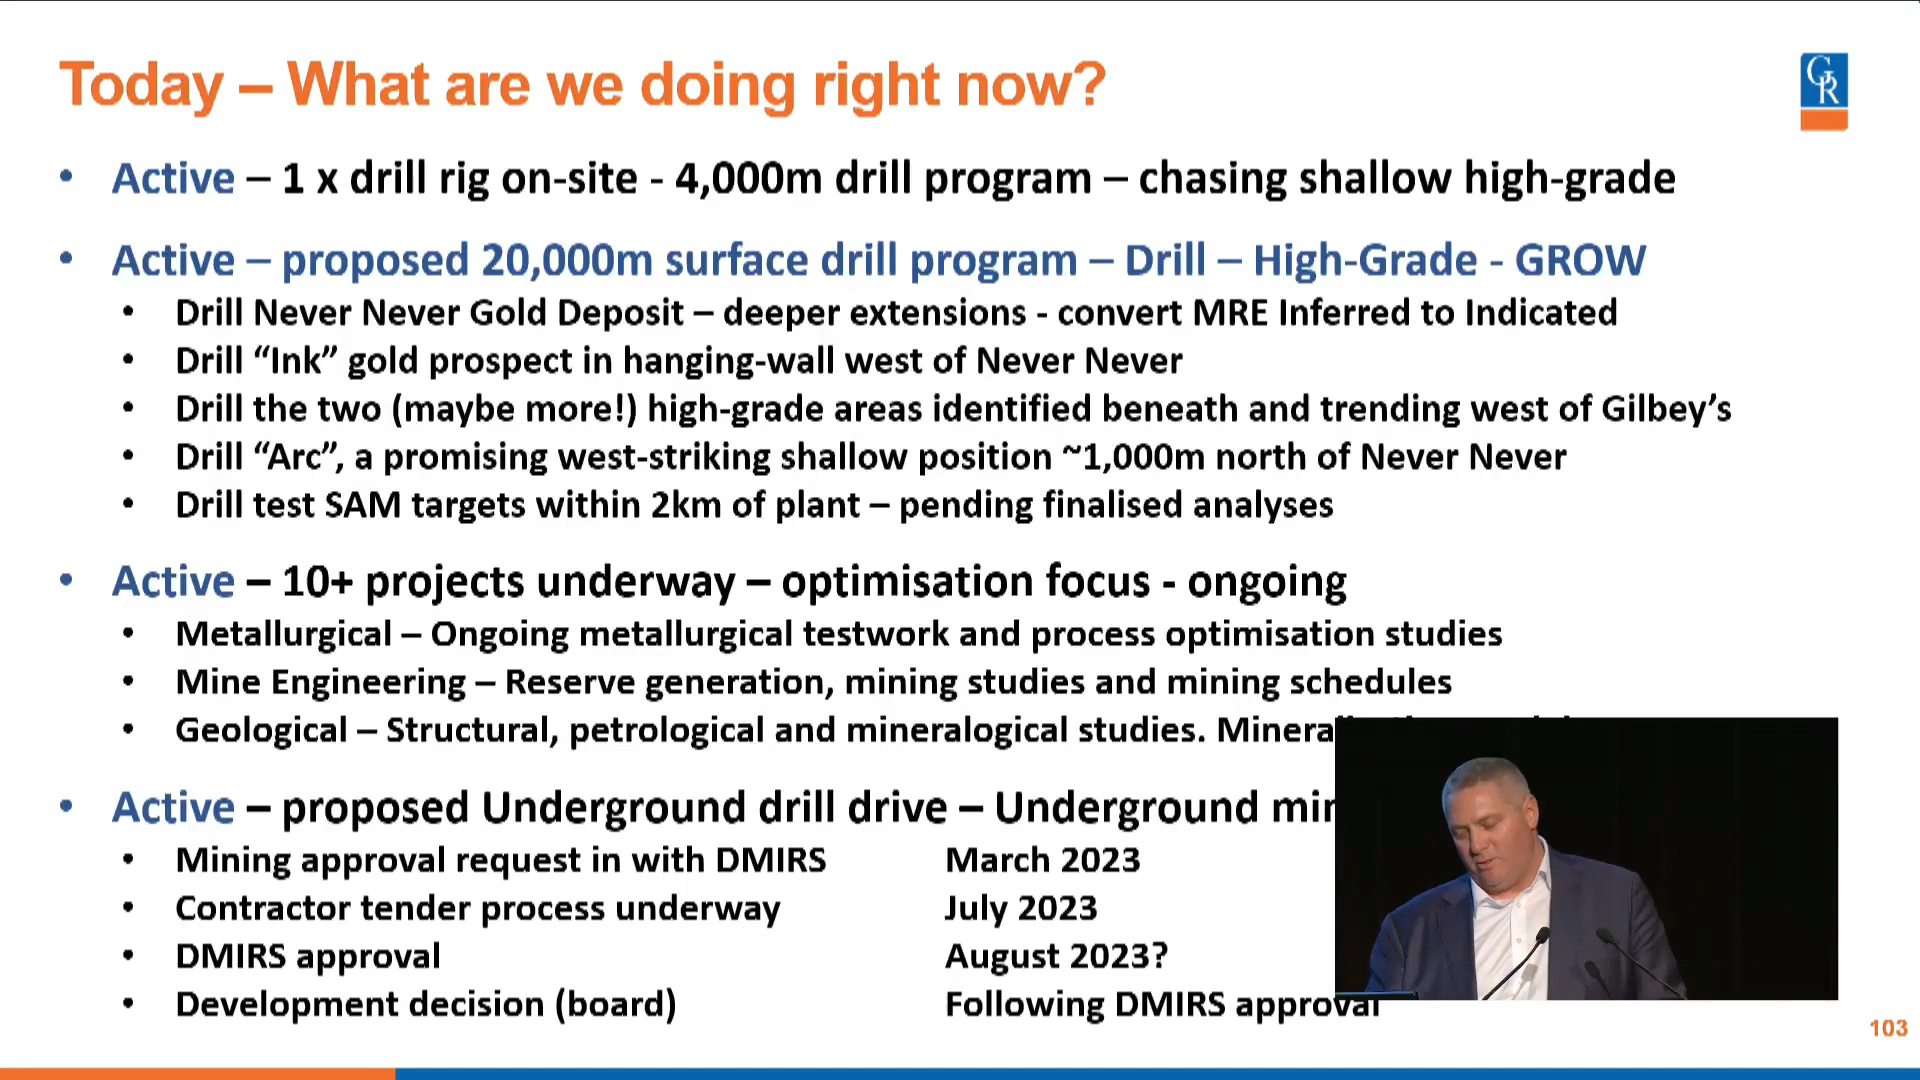 Today – What are we doing right now?
GR
• Active – 1 x drill rig on-site - 4,000m drill program – chasing shallow high-grade
• Active – proposed 20,000m surface drill program – Drill – High-Grade - GROW
• Drill Never Never Gold Deposit – deeper extensions - convert MRE Inferred to Indicated
• Drill “Ink” gold prospect in hanging-wall west of Never Never
• Drill the two (maybe more!) high-grade areas identified beneath and trending west of Gilbey’s
• Drill “Arc”, a promising west-striking shallow position ~1,000m north of Never Never
• Drill test SAM targets within 2km of plant – pending finalised analyses
• Active – 10+ projects underway – optimisation focus - ongoing
• Metallurgical – Ongoing metallurgical testwork and process optimisation studies
• Mine Engineering – Reserve generation, mining studies and mining schedules
• Geological – Structural, petrological and mineralogical studies.
• Active – proposed Underground drill drive – Underground
• Mining approval request in with DMIRS March 2023
• Contractor tender process underway July 2023
• DMIRS approval August 2023?
• Development decision (board) Following DMIRS approval
103